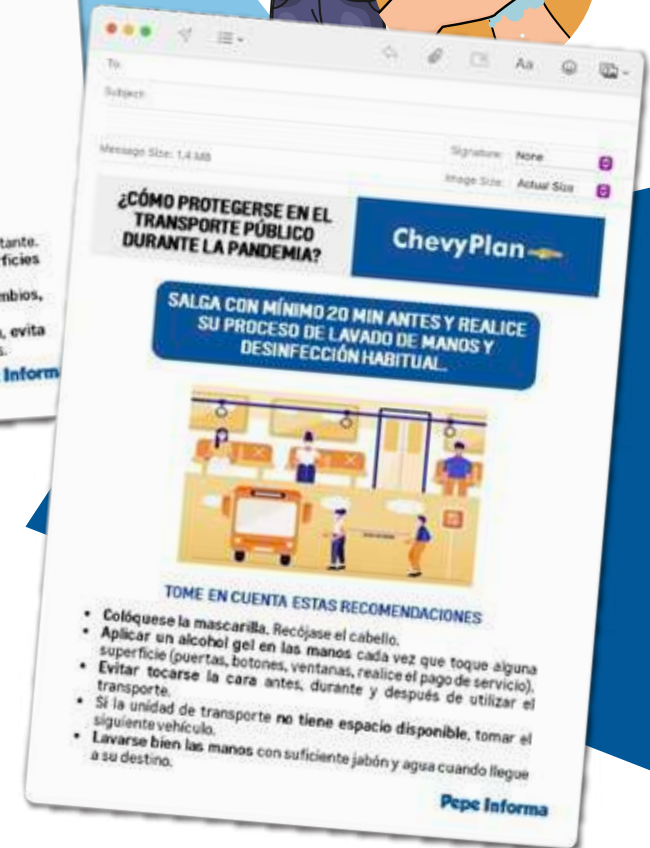 tante.
ficies
mbios,
, evita
s.
Inform
To:
Subject:
Message Size: 1,4 MB
Signature: None
Image Size: Actual Size
Aa
¿CÓMO PROTEGERSE EN EL
TRANSPORTE PÚBLICO
DURANTE LA PANDEMIA?
ChevyPlan
SALGA CON MÍNIMO 20 MIN ANTES Y REALICE
SU PROCESO DE LAVADO DE MANOS Y
DESINFECCIÓN HABITUAL.
TOME EN CUENTA ESTAS RECOMENDACIONES
• Colóquese la mascarilla. Recójase el cabello.
• Aplicar un alcohol gel en las manos cada vez que toque alguna
superficie (puertas, botones, ventanas, realice el pago de servicio).
• Evitar tocarse la cara antes, durante y después de utilizar el
transporte.
• Si la unidad de transporte no tiene espacio disponible, tomar el
siguiente vehículo.
• Lavarse bien las manos con suficiente jabón y agua cuando llegue
a su destino.
Pepe Informa